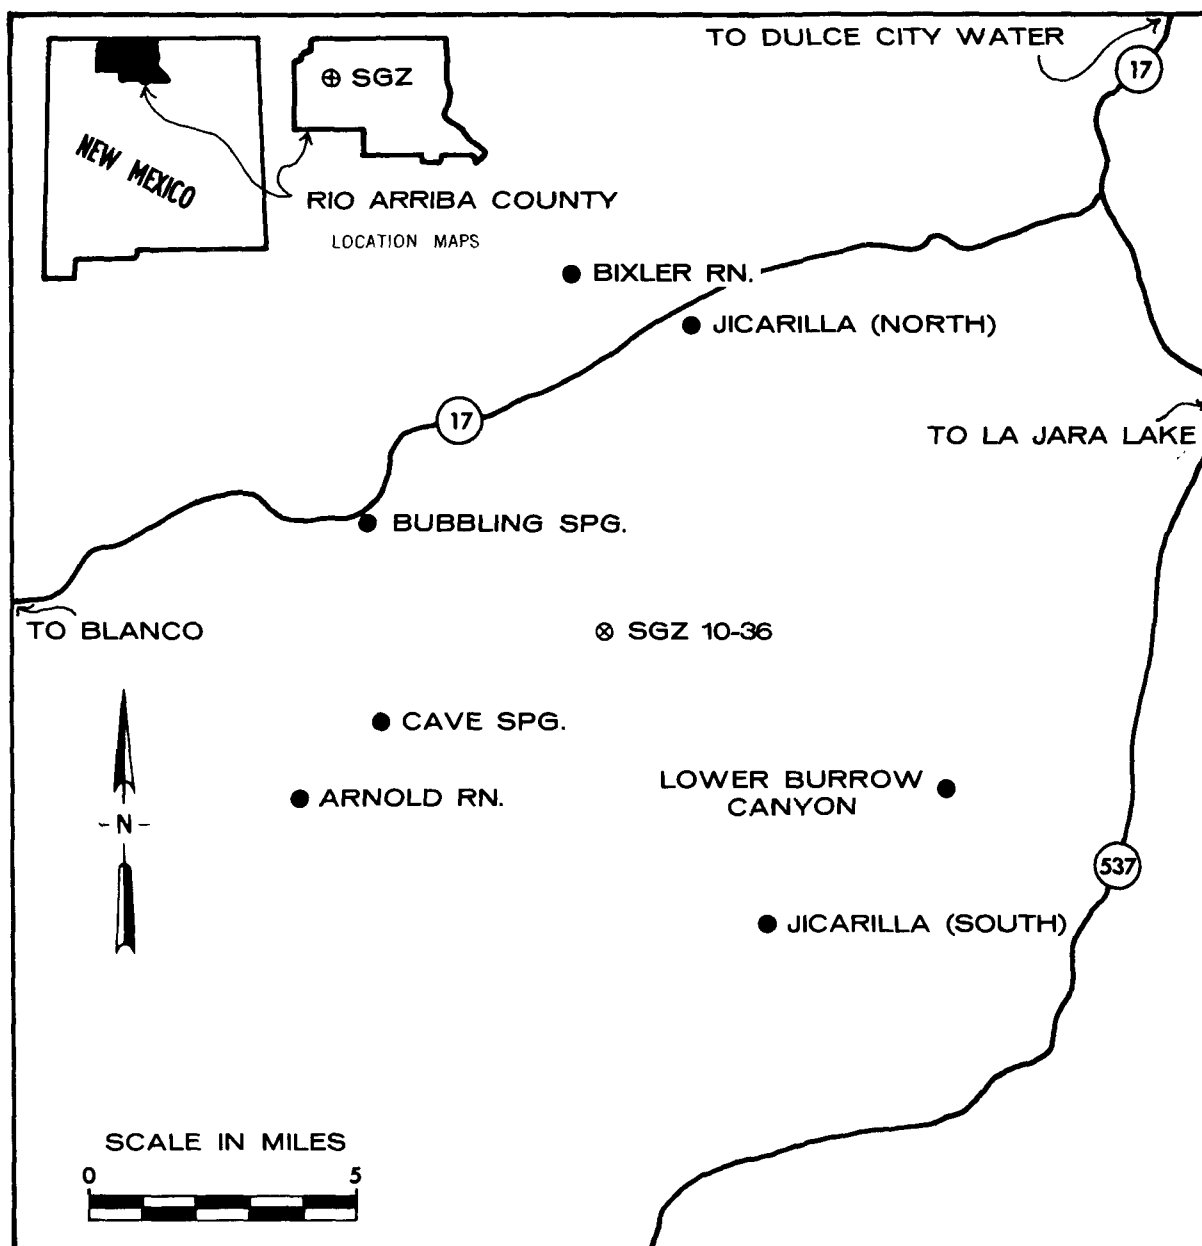 TO DULCE CITY WATER
17
SGZ
NEW MEXICO
RIO ARRIBA COUNTY
LOCATION MAPS
BIXLER RN.
JICARILLA (NORTH)
17
TO LA JARA LAKE
BUBBLING SPG.
TO BLANCO
SGZ 10-36
CAVE SPG.
ARNOLD RN.
LOWER BURROW
CANYON
-N-
537
JICARILLA (SOUTH)
SCALE IN MILES
0 5